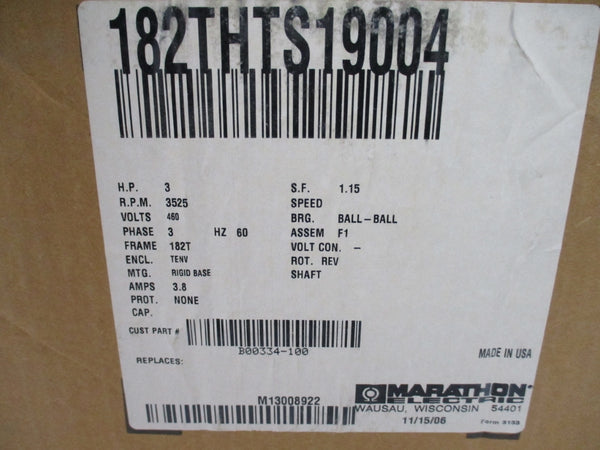 182THTS19004
H.P. 3 S.F. 1.15
R.P.M. 3525 SPEED
VOLTS 460 BRG. BALL-BALL
PHASE 3 HZ 60 ASSEM F1
FRAME 182T VOLT CON. -
ENCL. TENV ROT. REV
MTG. RIGID BASE SHAFT
AMPS 3.8
PROT. NONE
CAP.
CUST PART #
B00334-100
REPLACES: MADE IN USA
MARATHON®
ELECTRIC
M13008922 WAUSAU, WISCONSIN 54401
11/15/06 Form 5133